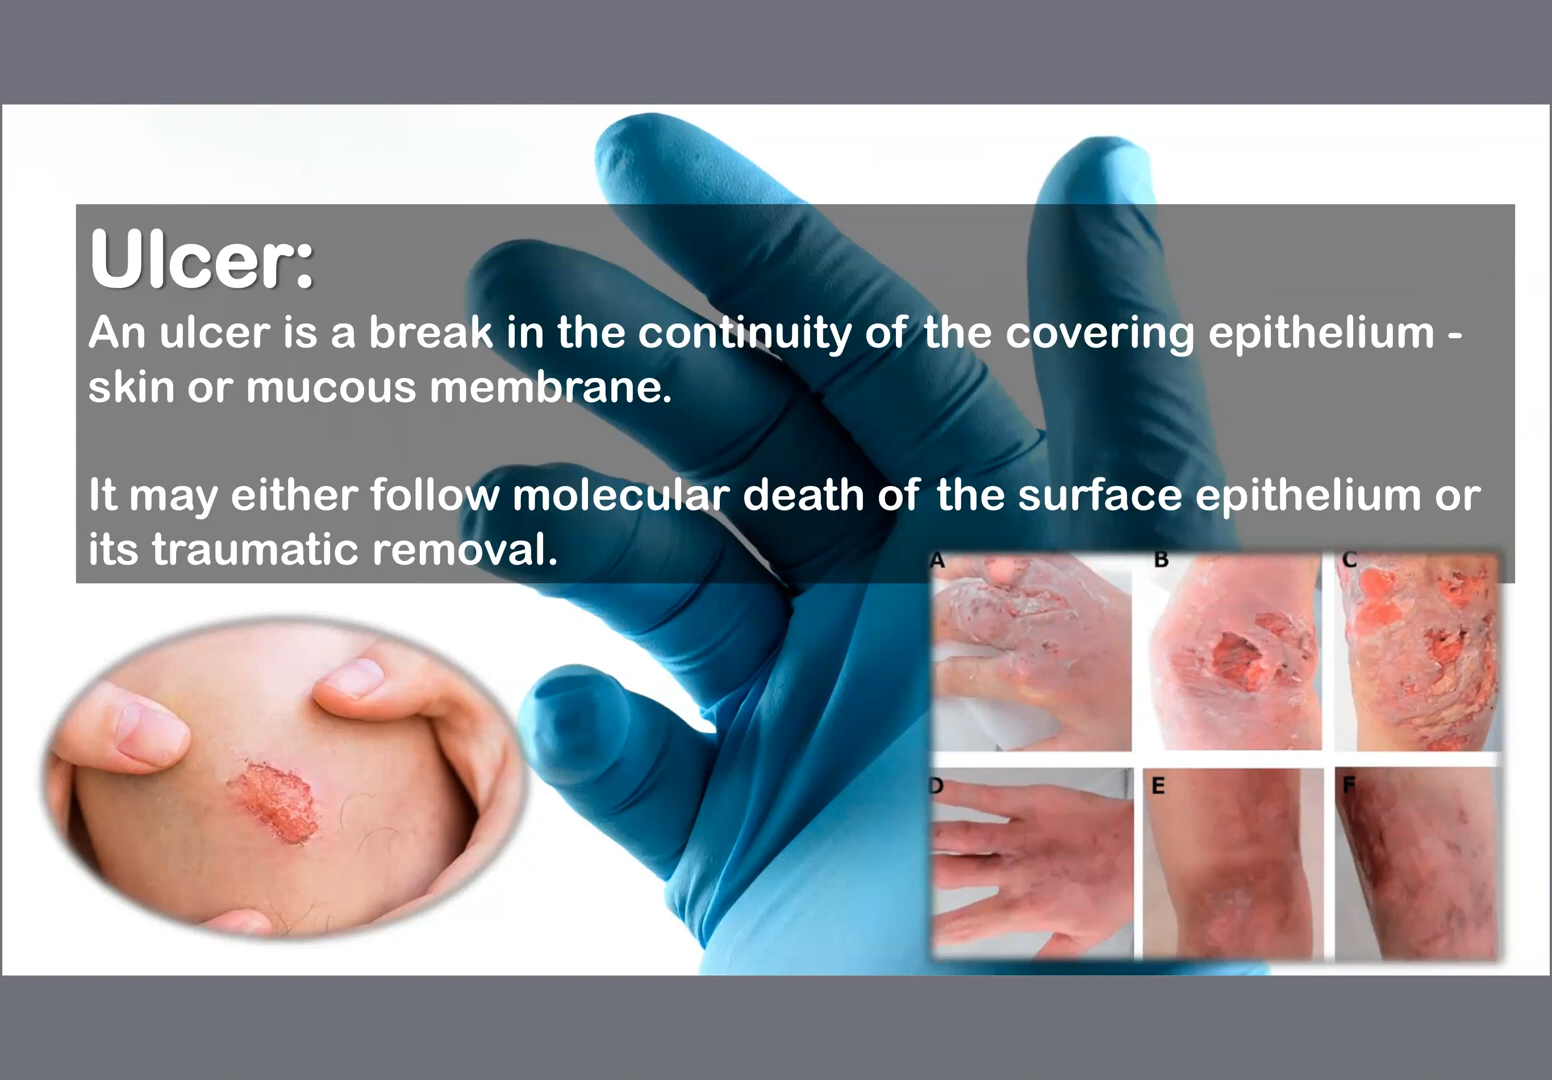 Ulcer:
An ulcer is a break in the continuity of the covering epithelium -
skin or mucous membrane.
It may either follow molecular death of the surface epithelium or
its traumatic removal.
A B C
D E F